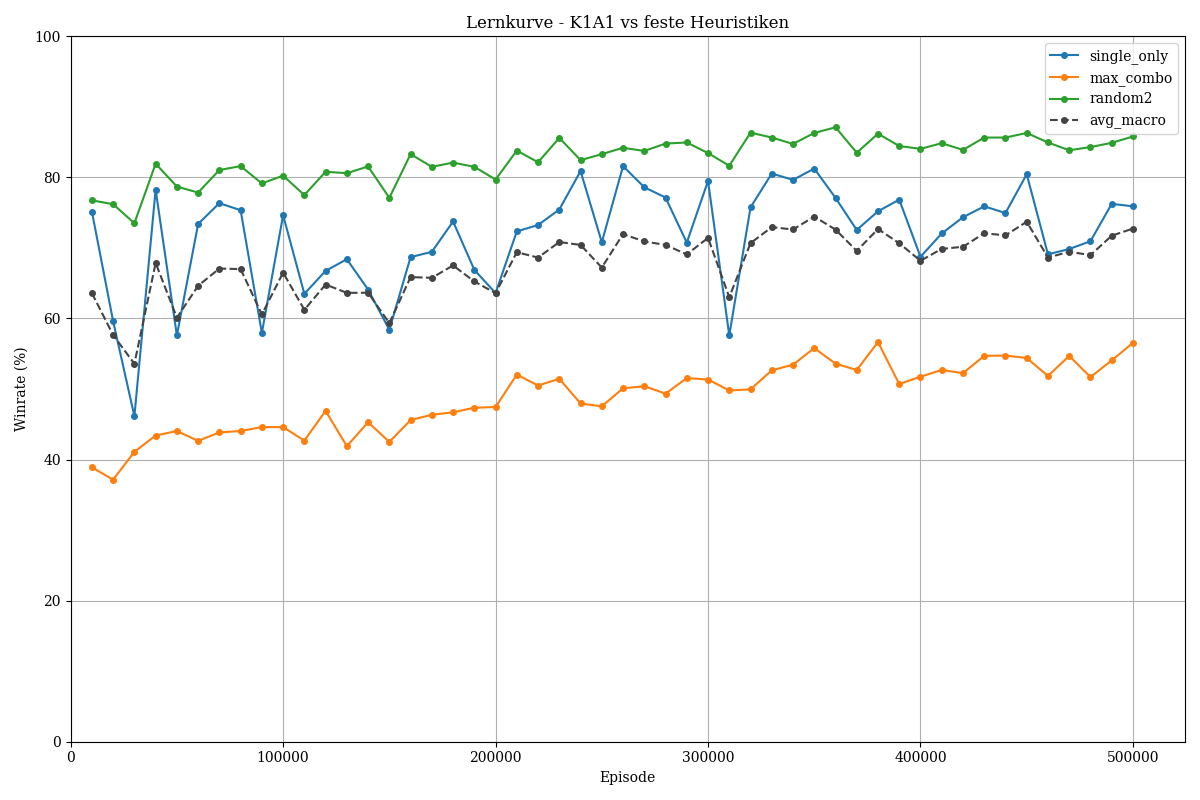 Lernkurve - K1A1 vs feste Heuristiken
100
80
60
40
20
0
Winrate (%)
single_only
max_combo
random2
avg_macro
0 100000 200000 300000 400000 500000
Episode